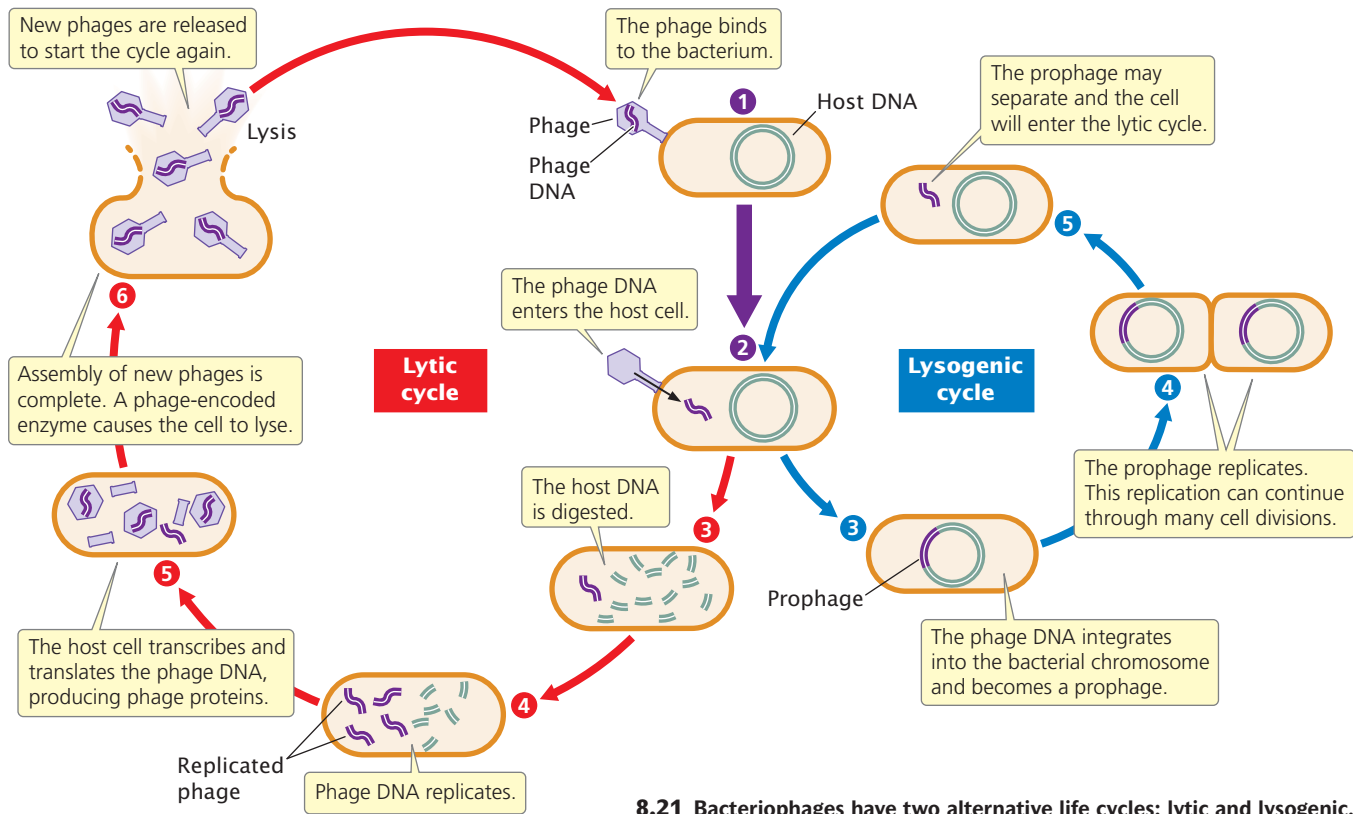 New phages are released
to start the cycle again.
Lysis
The phage binds
to the bacterium.
1
Host DNA
Phage
Phage
DNA
The prophage may
separate and the cell
will enter the lytic cycle.
5
The phage DNA
enters the host cell.
2
6
Lytic
cycle
Lysogenic
cycle
4
Assembly of new phages is
complete. A phage-encoded
enzyme causes the cell to lyse.
The host DNA
is digested.
3
3
The prophage replicates.
This replication can continue
through many cell divisions.
5
Prophage
The host cell transcribes and
translates the phage DNA,
producing phage proteins.
The phage DNA integrates
into the bacterial chromosome
and becomes a prophage.
4
Replicated
phage
Phage DNA replicates.
8.21 Bacteriophages have two alternative life cycles: lytic and lysogenic.